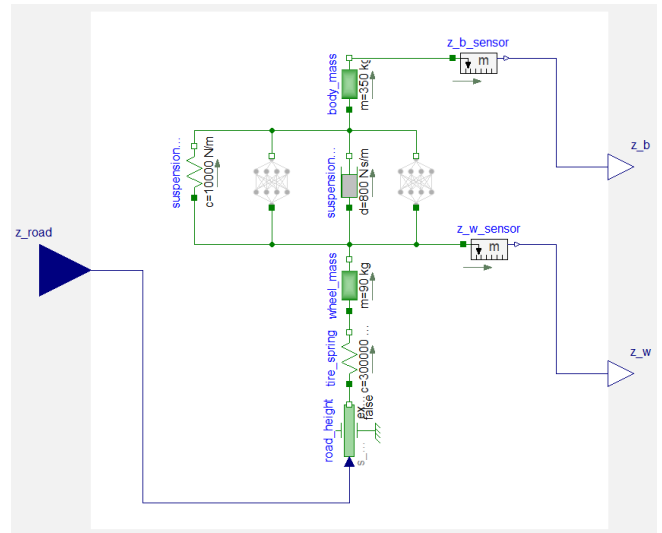 z_b_sensor
m
body_mass
m=350 kg
z_b
suspension...
c=10000 N/m
suspension...
d=800 N s/m
z_w_sensor
m
z_road
wheel_mass
m=90 kg
z_w
tire_spring
c=300000 ...
road_height
ex...
false
s_...